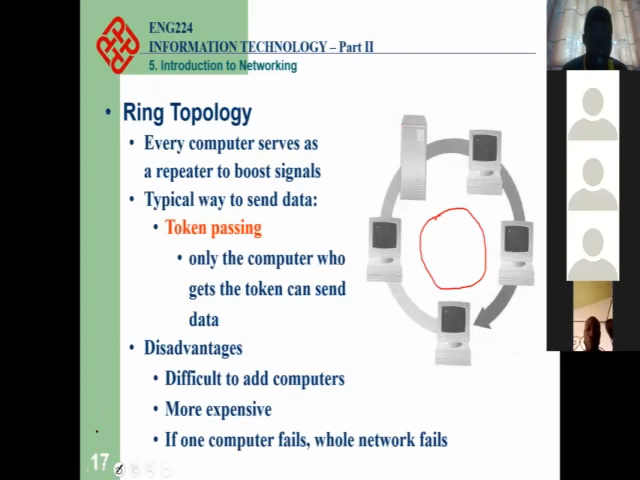 ENG224
INFORMATION TECHNOLOGY – Part II
5. Introduction to Networking
• Ring Topology
• Every computer serves as
a repeater to boost signals
• Typical way to send data:
• Token passing
• only the computer who
gets the token can send
data
• Disadvantages
• Difficult to add computers
• More expensive
• If one computer fails, whole network fails
17